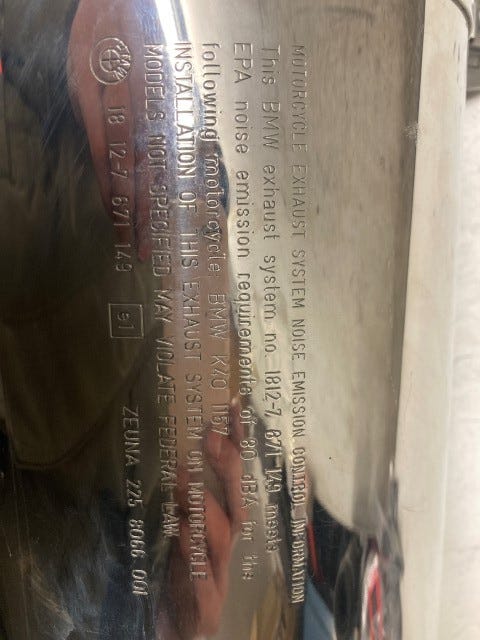 MOTORCYCLE EXHAUST SYSTEM NOISE EMISSION CONTROL INFORMATION
This BMW exhaust system no. 1812-7 671 149 meets
EPA noise emission requirements of 80 dBA for the
following motorcycle BMW K70 1157
INSTALLATION OF THIS EXHAUST SYSTEM ON MOTORCYCLE
MODELS NOT SPECIFIED MAY VIOLATE FEDERAL LAW
18 12-7 671 149 e1 ZEUNA 225 8066 001